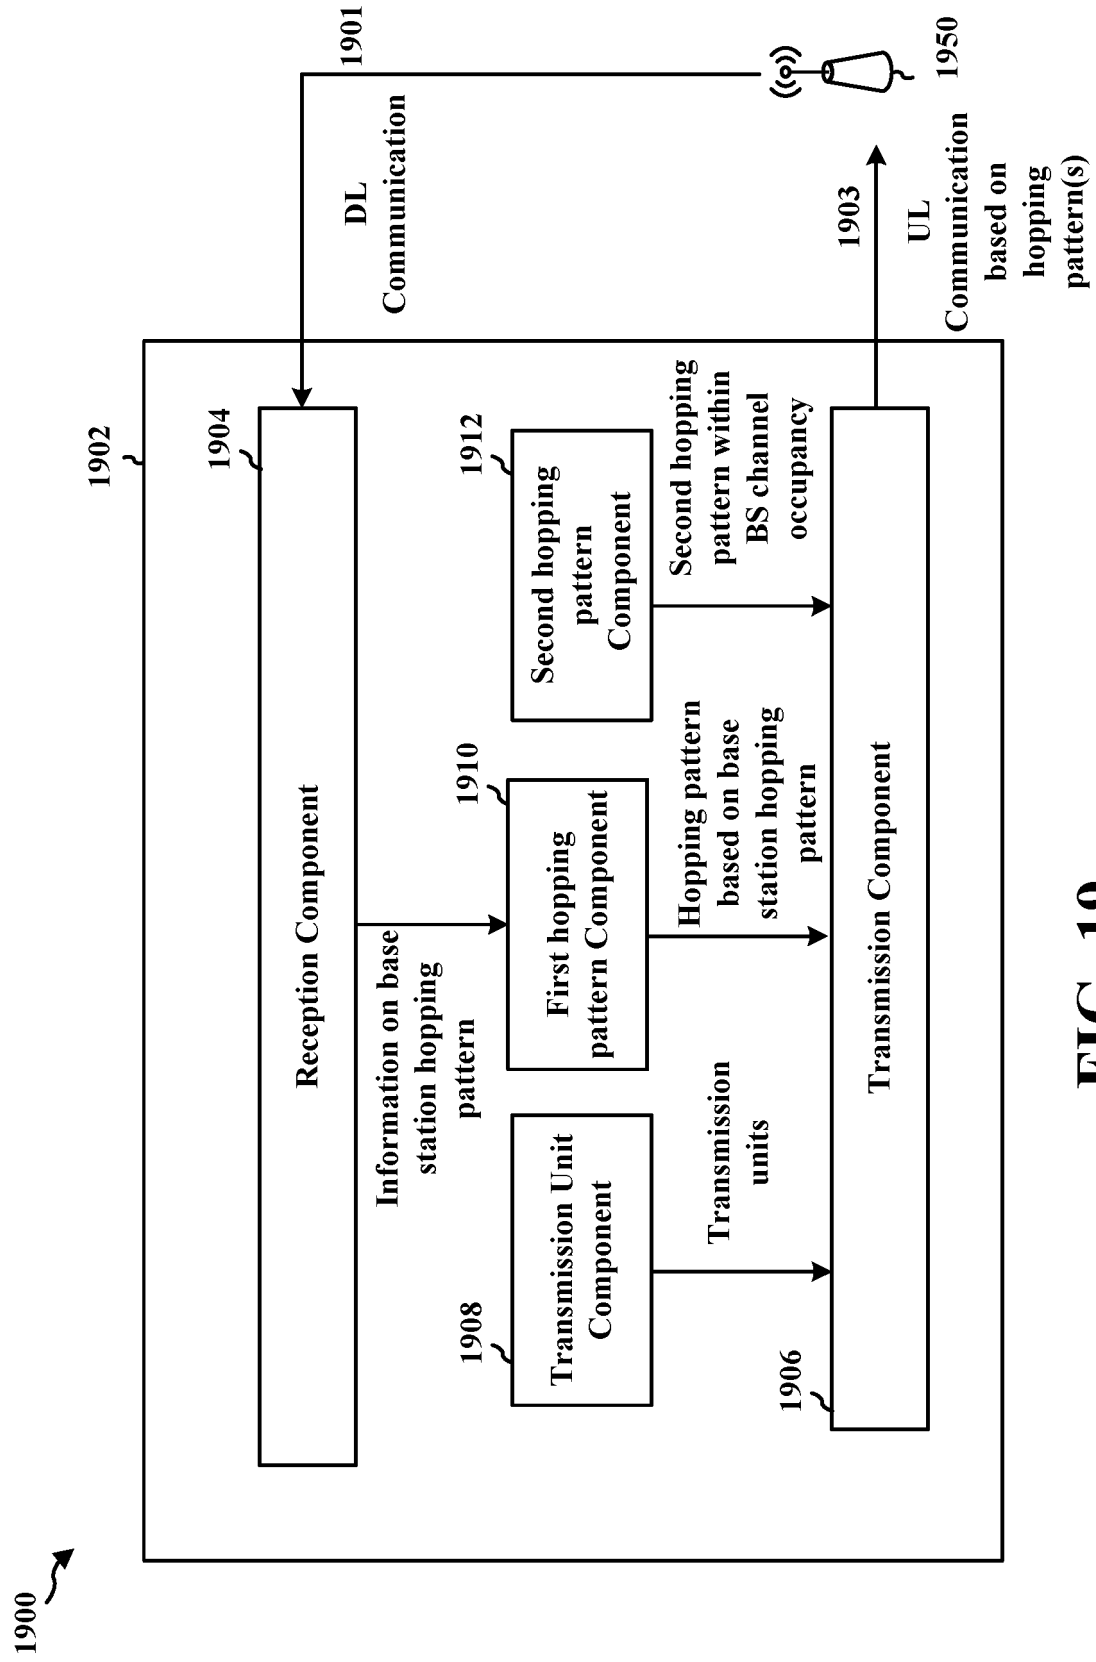 1900
1902
1904
Reception Component
1901
DL
Communication
Information on base
station hopping
pattern
1908
Transmission Unit
Component
1910
First hopping
pattern Component
1912
Second hopping
pattern
Component
Transmission
units
Hopping pattern
based on base
station hopping
pattern
Second hopping
pattern within
BS channel
occupancy
1906
Transmission Component
1903
UL
Communication
based on
hopping
pattern(s)
1950
FIG. 19